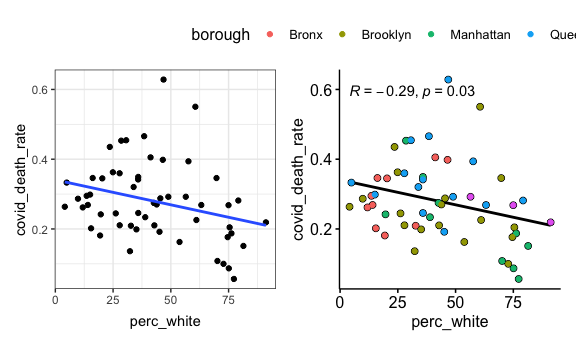 borough Bronx Brooklyn Manhattan Quee
R = −0.29, p = 0.03
0.6 0.6
0.4 0.4
0.2 0.2
covid_death_rate covid_death_rate
0 25 50 75 0 25 50 75
perc_white perc_white